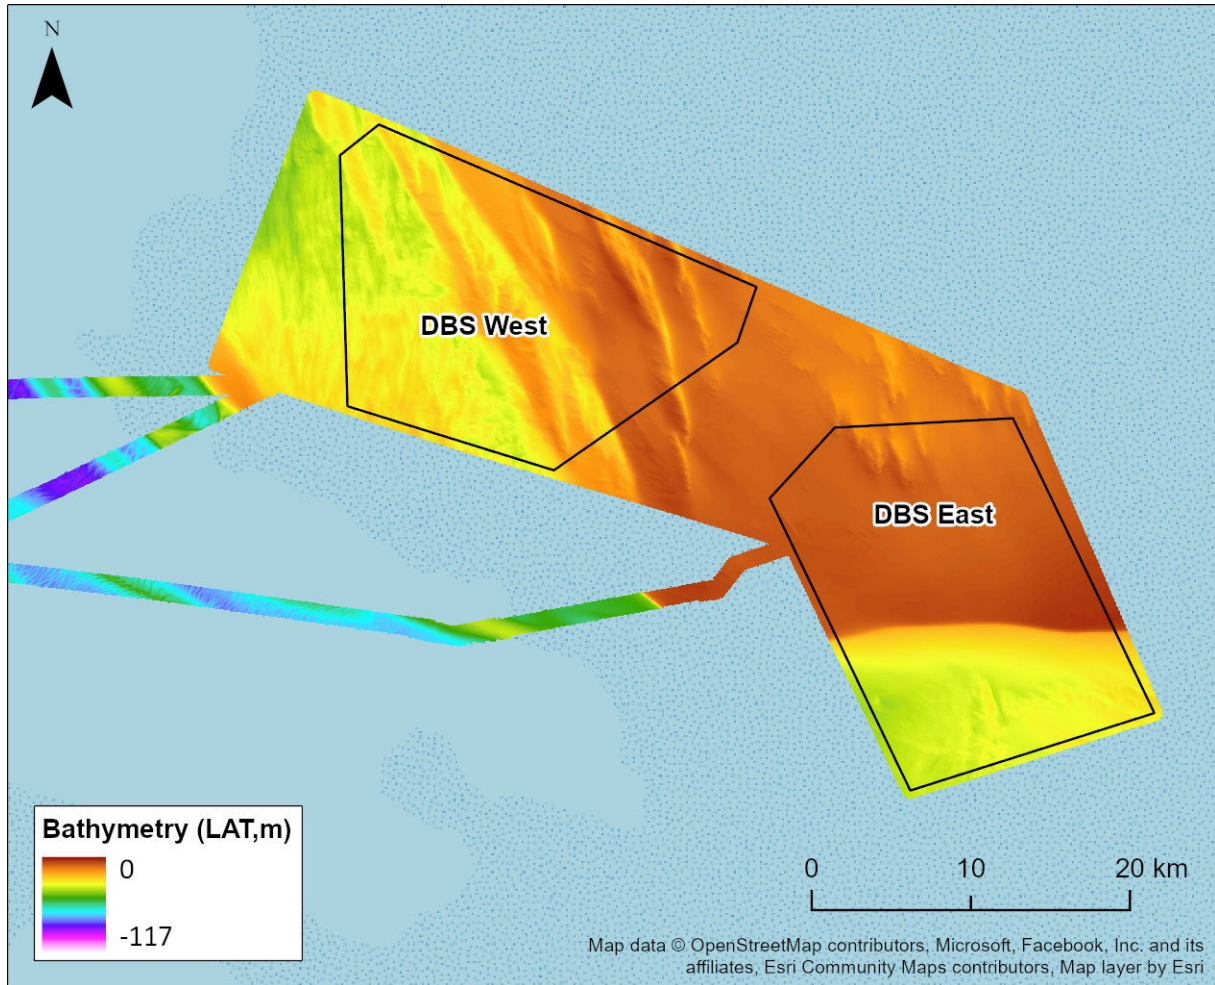 N
DBS West
DBS East
Bathymetry (LAT,m)
0
-117
0 10 20 km
Map data © OpenStreetMap contributors, Microsoft, Facebook, Inc. and its
affiliates, Esri Community Maps contributors, Map layer by Esri